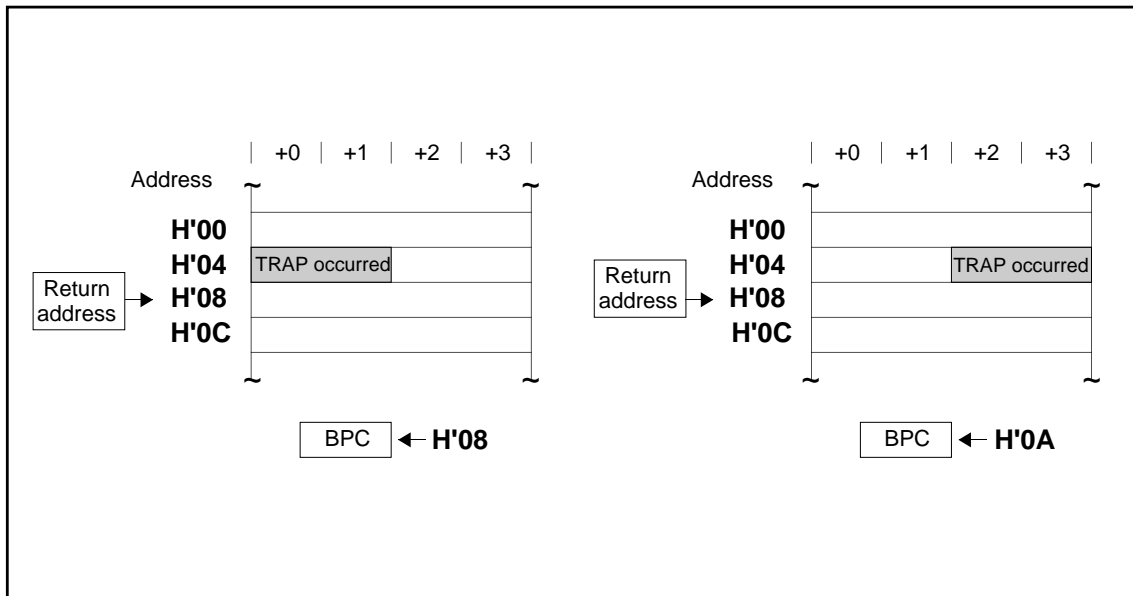 +0 +1 +2 +3
Address
~ ~
H'00
H'04 TRAP occurred
H'08
H'0C
Return
address
~ ~
BPC H'08
+0 +1 +2 +3
Address
~ ~
H'00
H'04 TRAP occurred
H'08
H'0C
Return
address
~ ~
BPC H'0A